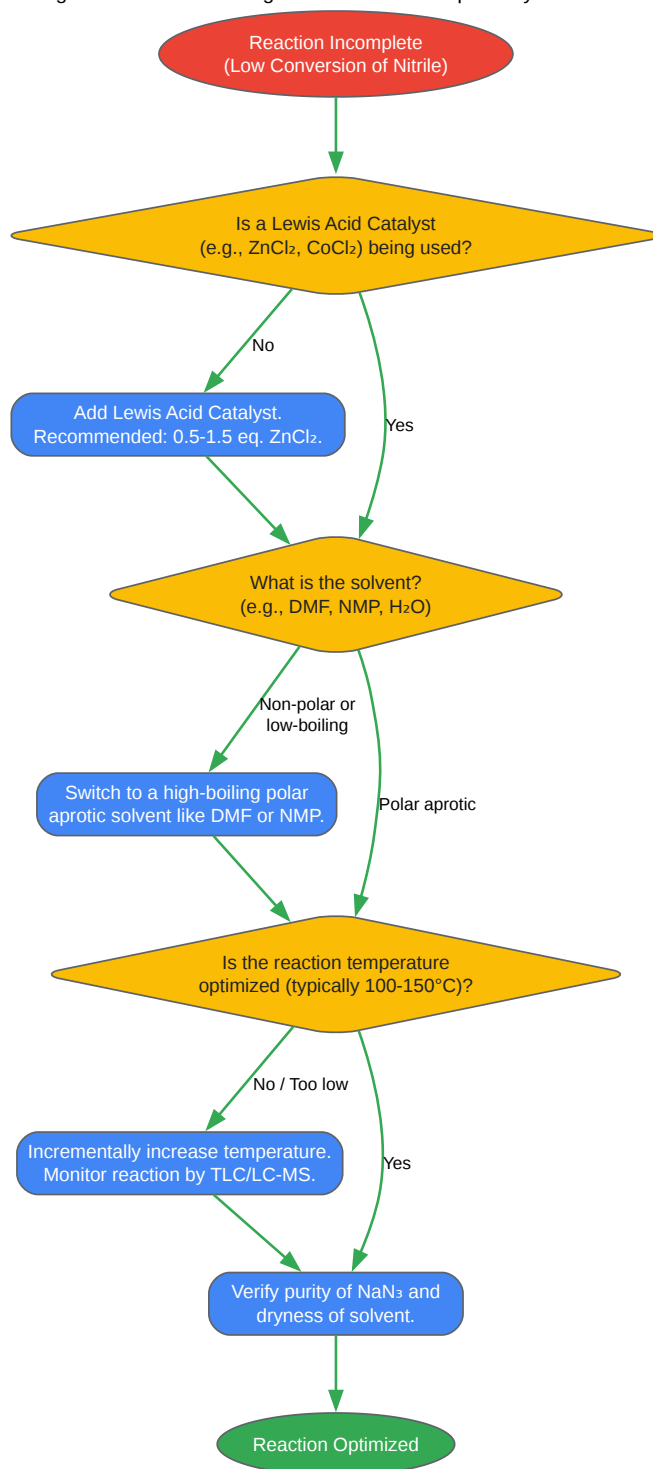 Reaction Incomplete
(Low Conversion of Nitrile)
Is a Lewis Acid Catalyst
(e.g., ZnCl₂, CoCl₂) being used?
No
Yes
Add Lewis Acid Catalyst.
Recommended: 0.5-1.5 eq. ZnCl₂.
What is the solvent?
(e.g., DMF, NMP, H₂O)
Non-polar or
low-boiling
Polar aprotic
Switch to a high-boiling polar
aprotic solvent like DMF or NMP.
Is the reaction temperature
optimized (typically 100-150°C)?
No / Too low
Yes
Incrementally increase temperature.
Monitor reaction by TLC/LC-MS.
Verify purity of NaN₃ and
dryness of solvent.
Reaction Optimized